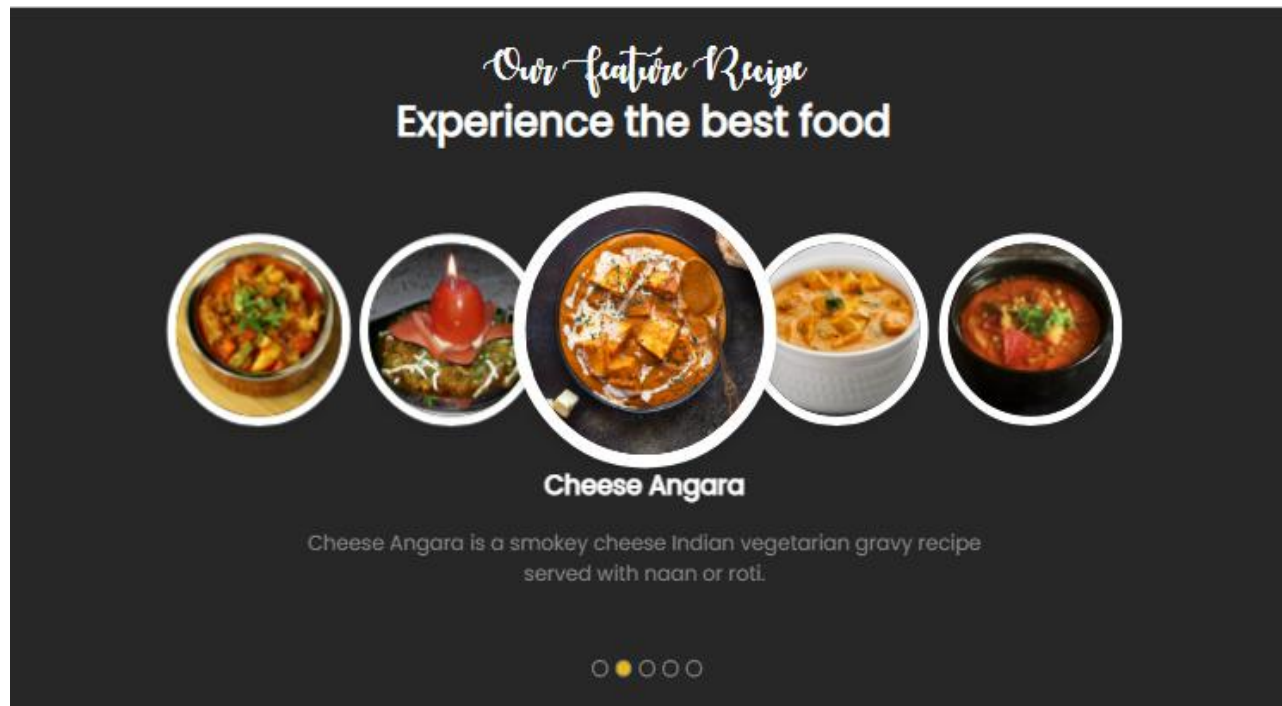 Our feature Recipe
Experience the best food
Cheese Angara
Cheese Angara is a smokey cheese Indian vegetarian gravy recipe
served with naan or roti.